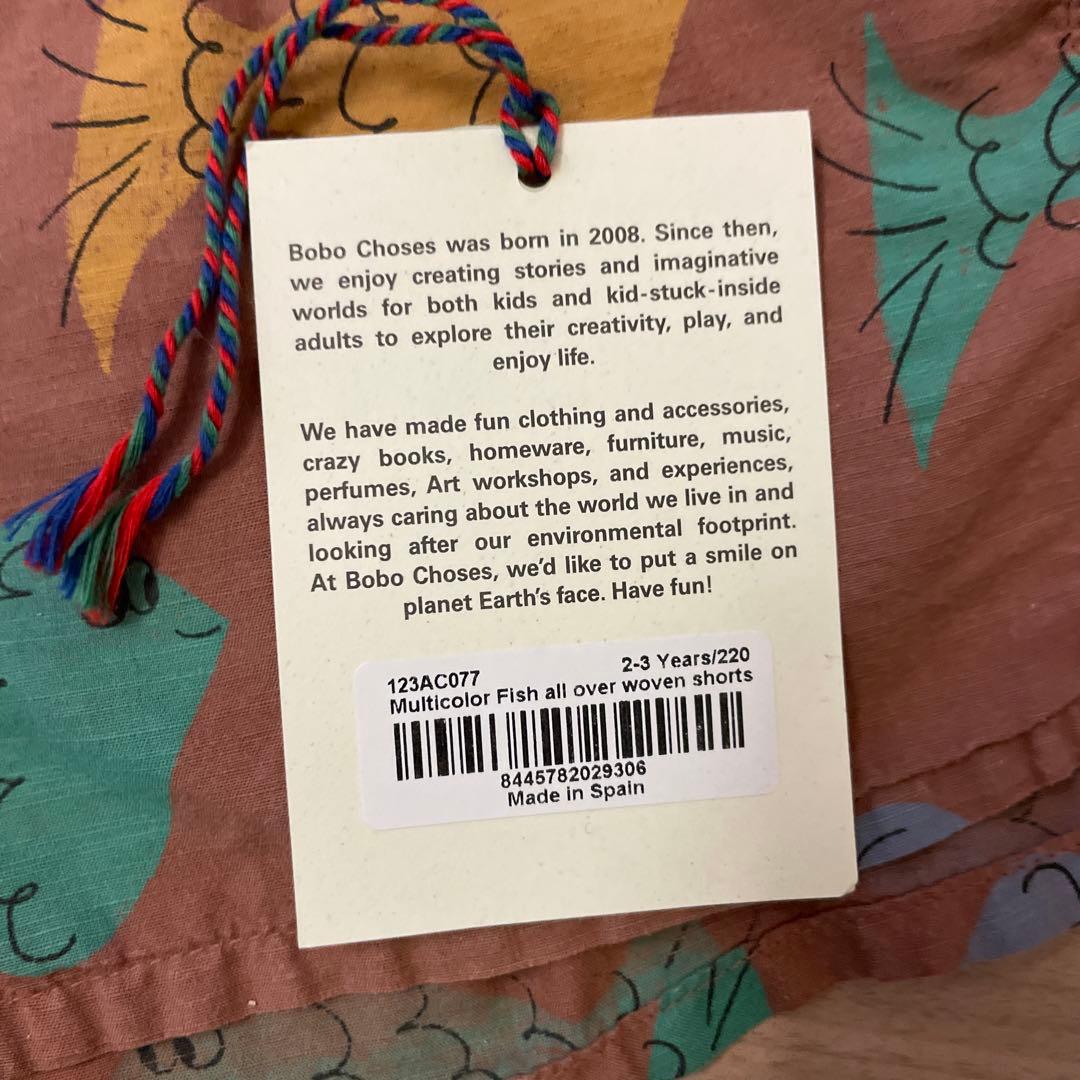 Bobo Choses was born in 2008. Since then,
we enjoy creating stories and imaginative
worlds for both kids and kid-stuck-inside
adults to explore their creativity, play, and
enjoy life.
We have made fun clothing and accessories,
crazy books, homeware, furniture, music,
perfumes, Art workshops, and experiences,
always caring about the world we live in and
looking after our environmental footprint.
At Bobo Choses, we'd like to put a smile on
planet Earth's face. Have fun!
123AC077 2-3 Years/220
Multicolor Fish all over woven shorts
8445782029306
Made in Spain